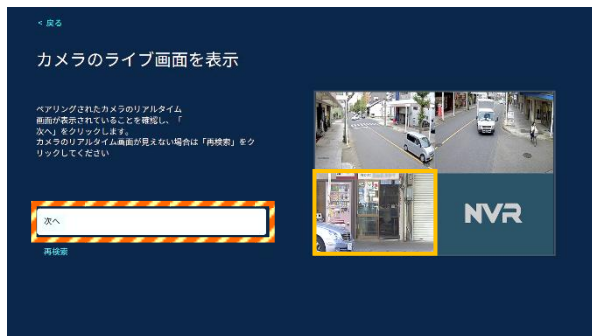 < 戻る
カメラのライブ画面を表示
ペアリングされたカメラのリアルタイム
画面が表示されていることを確認し、「
次へ」をクリックします。
カメラのリアルタイム画面が見えない場合は「再検索」をク
リックしてください
次へ
再検索
NVR